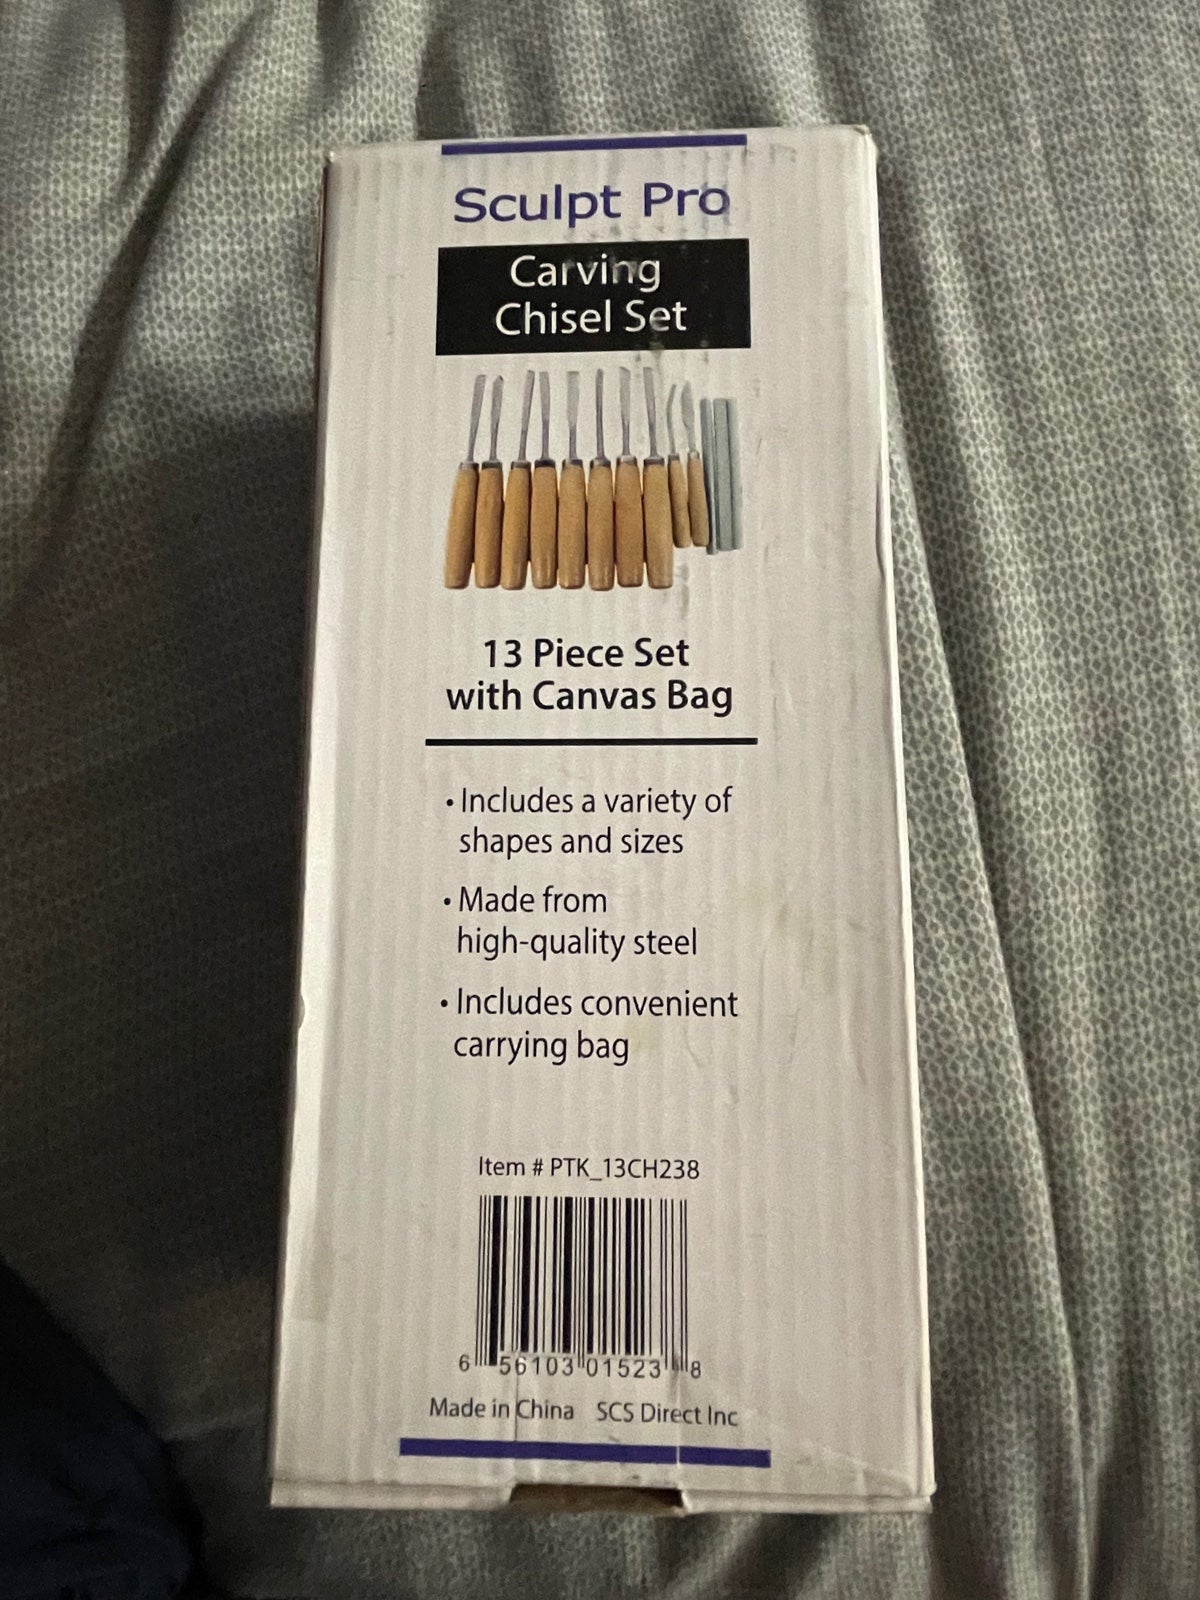 Sculpt Pro
Carving
Chisel Set
13 Piece Set
with Canvas Bag
• Includes a variety of
shapes and sizes
• Made from
high-quality steel
• Includes convenient
carrying bag
Item # PTK_13CH238
6 56103 01523 8
Made in China SCS Direct Inc